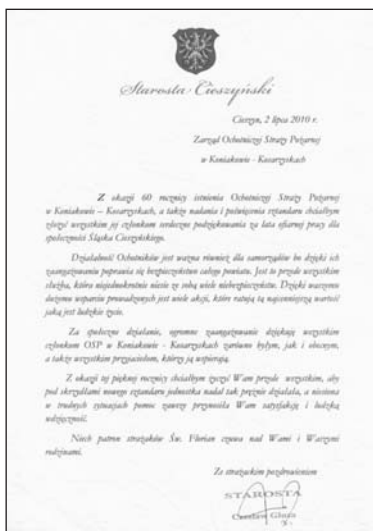 Starosta Cieszyński
Cieszyn, 2 lipca 2010 r.
Zarząd Ochotniczej Straży Pożarnej
w Koniakowie - Kosarzyskach
Z okazji 60 rocznicy istnienia Ochotniczej Straży Pożarnej
w Koniakowie – Kosarzyskach, a także nadania i poświęcenia sztandaru chciałbym
złożyć wszystkim jej członkom serdeczne podziękowania za lata ofiarnej pracy dla
społeczności Śląska Cieszyńskiego.
Działalność Ochotników jest ważna również dla samorządów bo dzięki ich
zaangażowaniu poprawia się bezpieczeństwo całego powiatu. Jest to przede wszystkim
służba, która niejednokrotnie niesie ze sobą wiele niebezpieczeństw. Dzięki waszemu
dużemu wsparciu prowadzonych jest wiele akcji, które ratują tą najcenniejszą wartość
jaką jest ludzkie życie.
Za społeczne działanie, ogromne zaangażowanie dziękuję wszystkim
członkom OSP w Koniakowie - Kosarzyskach zarówno byłym, jak i obecnym,
a także wszystkim przyjaciołom, którzy ją wspierają.
Z okazji tej pięknej rocznicy chciałbym życzyć Wam przede wszystkim, aby
pod skrzydłami nowego sztandaru jednostka nadal tak prężnie działała, a niesiona
w trudnych sytuacjach pomoc zawsze przynosiła Wam satysfakcję i ludzką
wdzięczność.
Niech patron strażaków Św. Florian czuwa nad Wami i Waszymi
rodzinami.
Ze strażackim pozdrowieniem
STAROSTA
Czesław Gluza